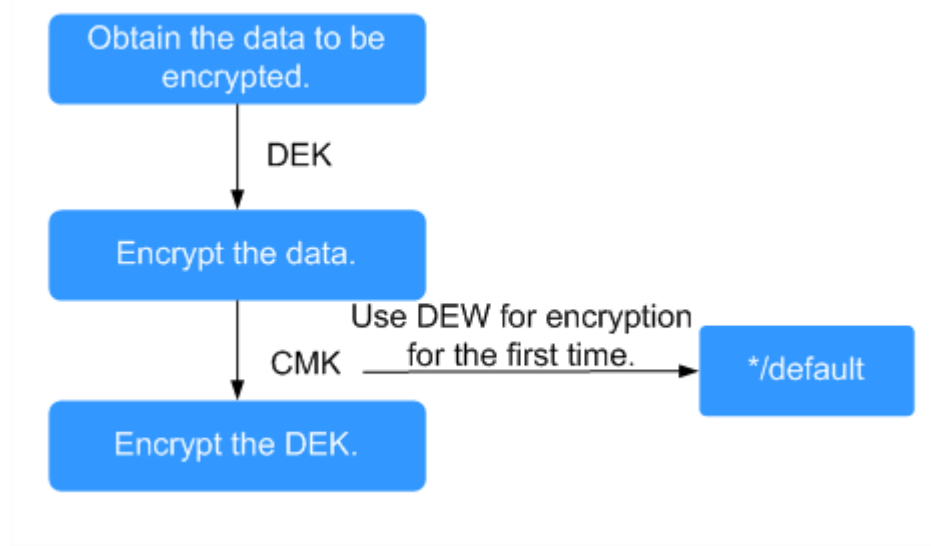 Obtain the data to be
encrypted.
DEK
Encrypt the data.
Use DEW for encryption
for the first time.
CMK
*/default
Encrypt the DEK.